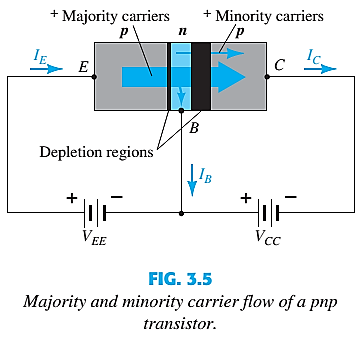 + Majority carriers + Minority carriers
p n p
I_E E C I_C
B
Depletion regions
I_B
+ − + −
V_EE V_CC
FIG. 3.5
Majority and minority carrier flow of a pnp
transistor.